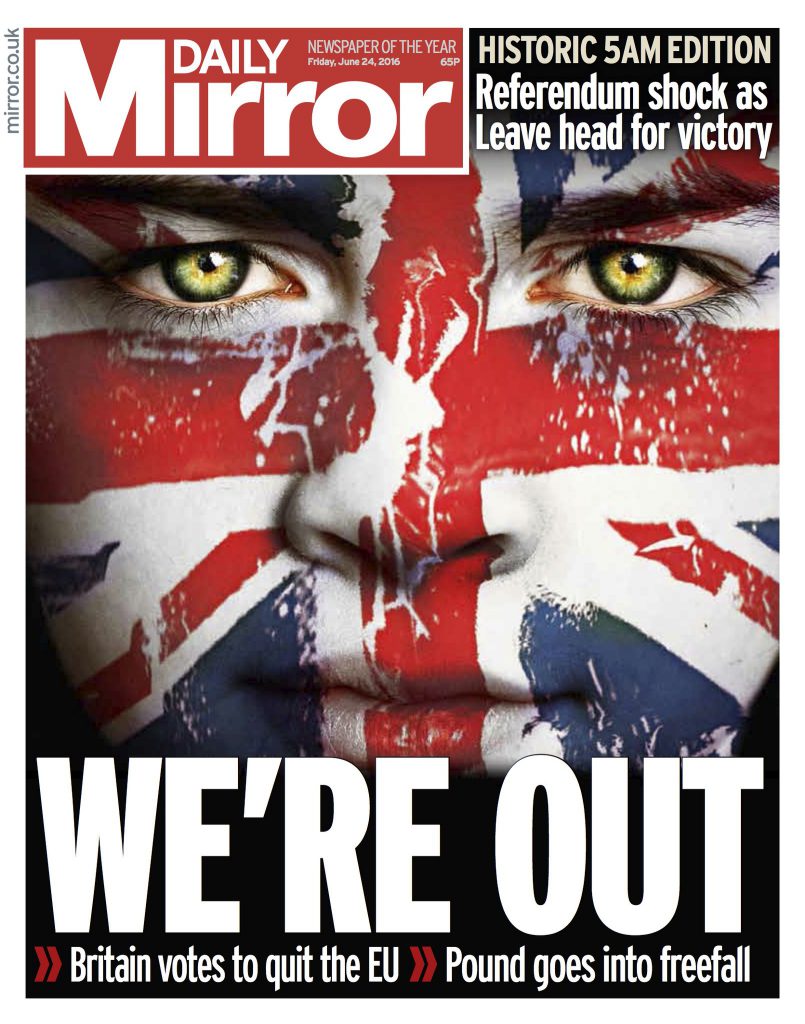 mirror.co.uk
DAILY
Mirror
NEWSPAPER OF THE YEAR
Friday, June 24, 2016 65P
HISTORIC 5AM EDITION
Referendum shock as
Leave head for victory
WE'RE OUT
Britain votes to quit the EU Pound goes into freefall